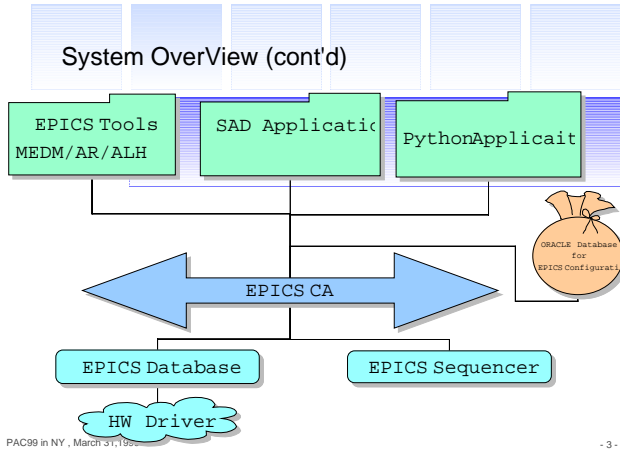 System OverView (cont'd)
EPICS Tools
MEDM/AR/ALH
SAD Applicatic
PythonApplicait
ORACLE Database
for
EPICS Configurati
EPICS CA
EPICS Database
EPICS Sequencer
HW Driver
PAC99 in NY , March 31,199
- 3 -